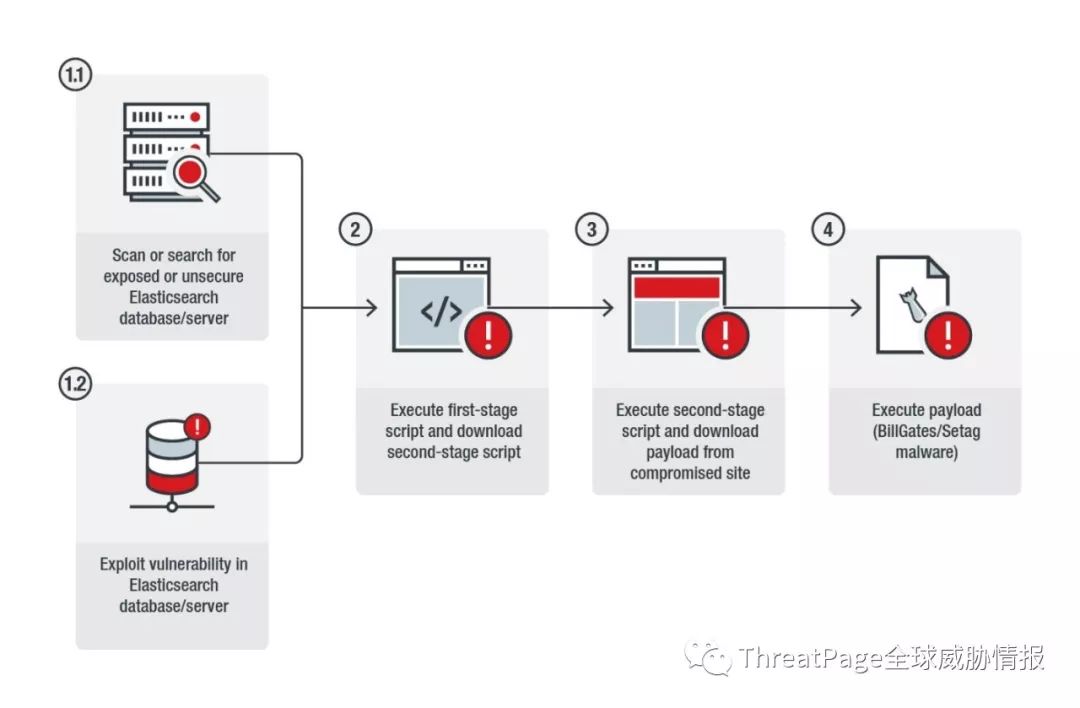 1.1
Scan or search for
exposed or unsecure
Elasticsearch
database/server
1.2
Exploit vulnerability in
Elasticsearch
database/server
2
</>
Execute first-stage
script and download
second-stage script
3
Execute second-stage
script and download
payload from
compromised site
4
Execute payload
(BillGates/Setag
malware)
ThreatPage全球威胁情报